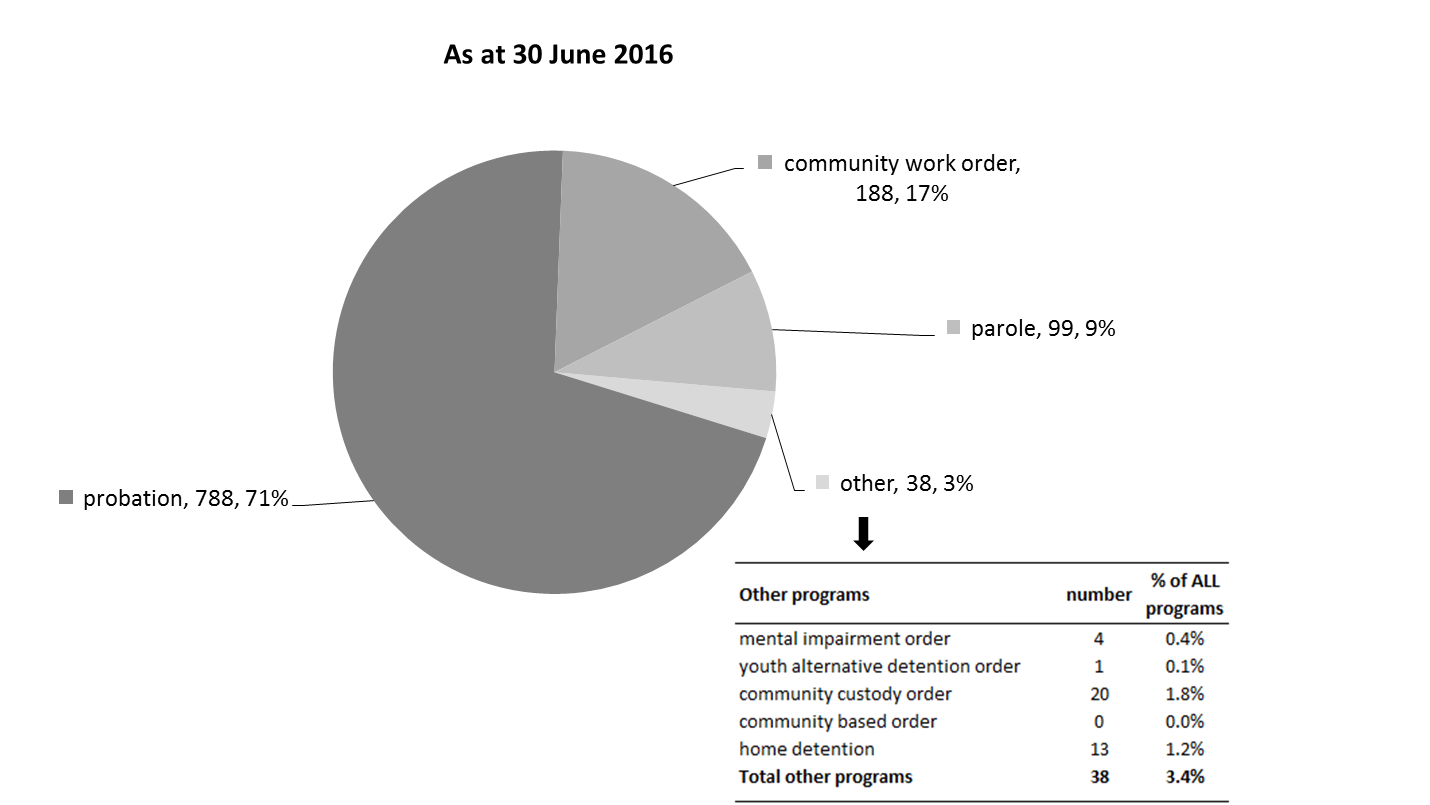 As at 30 June 2016
community work order,
188, 17%
parole, 99, 9%
other, 38, 3%
probation, 788, 71%
Other programs number % of ALL programs
mental impairment order 4 0.4%
youth alternative detention order 1 0.1%
community custody order 20 1.8%
community based order 0 0.0%
home detention 13 1.2%
Total other programs 38 3.4%